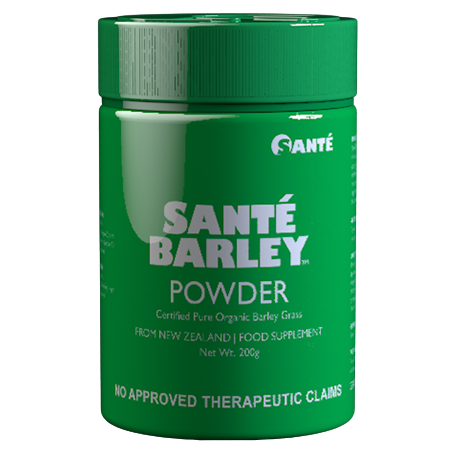 SANTÉ
SANTÉ
BARLEY™
POWDER
Certified Pure Organic Barley Grass
FROM NEW ZEALAND | FOOD SUPPLEMENT
Net Wt. 200g
NO APPROVED THERAPEUTIC CLAIMS